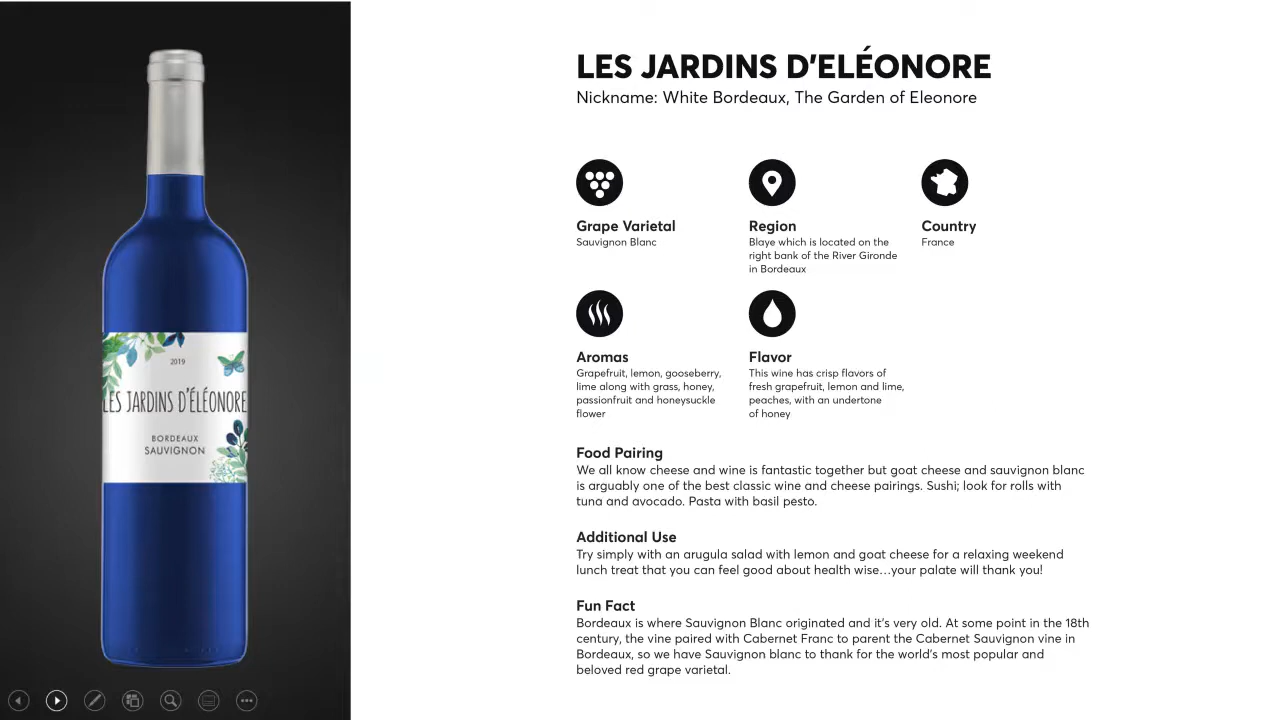 LES JARDINS D'ELÉONORE
Nickname: White Bordeaux, The Garden of Eleonore
Grape Varietal
Sauvignon Blanc
Region
Blaye which is located on the
right bank of the River Gironde
in Bordeaux
Country
France
Aromas
Grapefruit, lemon, gooseberry,
lime along with grass, honey,
passionfruit and honeysuckle
flower
Flavor
This wine has crisp flavors of
fresh grapefruit, lemon and lime,
peaches, with an undertone
of honey
Food Pairing
We all know cheese and wine is fantastic together but goat cheese and sauvignon blanc
is arguably one of the best classic wine and cheese pairings. Sushi; look for rolls with
tuna and avocado. Pasta with basil pesto.
Additional Use
Try simply with an arugula salad with lemon and goat cheese for a relaxing weekend
lunch treat that you can feel good about health wise...your palate will thank you!
Fun Fact
Bordeaux is where Sauvignon Blanc originated and it's very old. At some point in the 18th
century, the vine paired with Cabernet Franc to parent the Cabernet Sauvignon vine in
Bordeaux, so we have Sauvignon blanc to thank for the world's most popular and
beloved red grape varietal.
2019
LES JARDINS D'ÉLÉONORE
BORDEAUX
SAUVIGNON